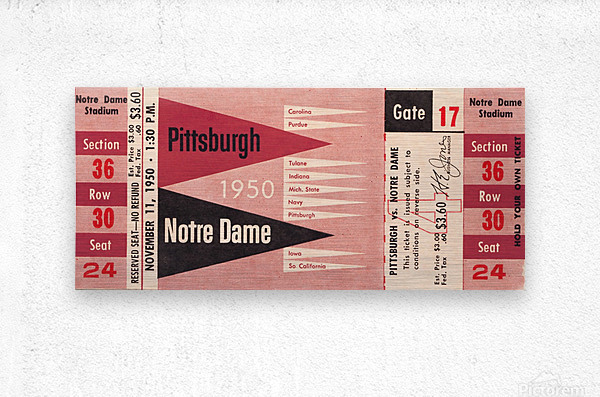 Notre Dame
Stadium
Section
36
Row
30
Seat
24
RESERVED SEAT—NO REFUND
Est. Price $3.00
Fed. Tax .60
$3.60
NOVEMBER 11, 1950 • 1:30 P.M.
Pittsburgh
1950
Notre Dame
Carolina
Purdue
Tulane
Indiana
Mich. State
Navy
Pittsburgh
Iowa
So California
Gate 17
PITTSBURGH vs. NOTRE DAME
This ticket is issued subject to
conditions on reverse side.
Est. Price $3.00
Fed. Tax .60
$3.60
Notre Dame
Stadium
Section
36
Row
30
Seat
24
HOLD YOUR OWN TICKET
Pictorem